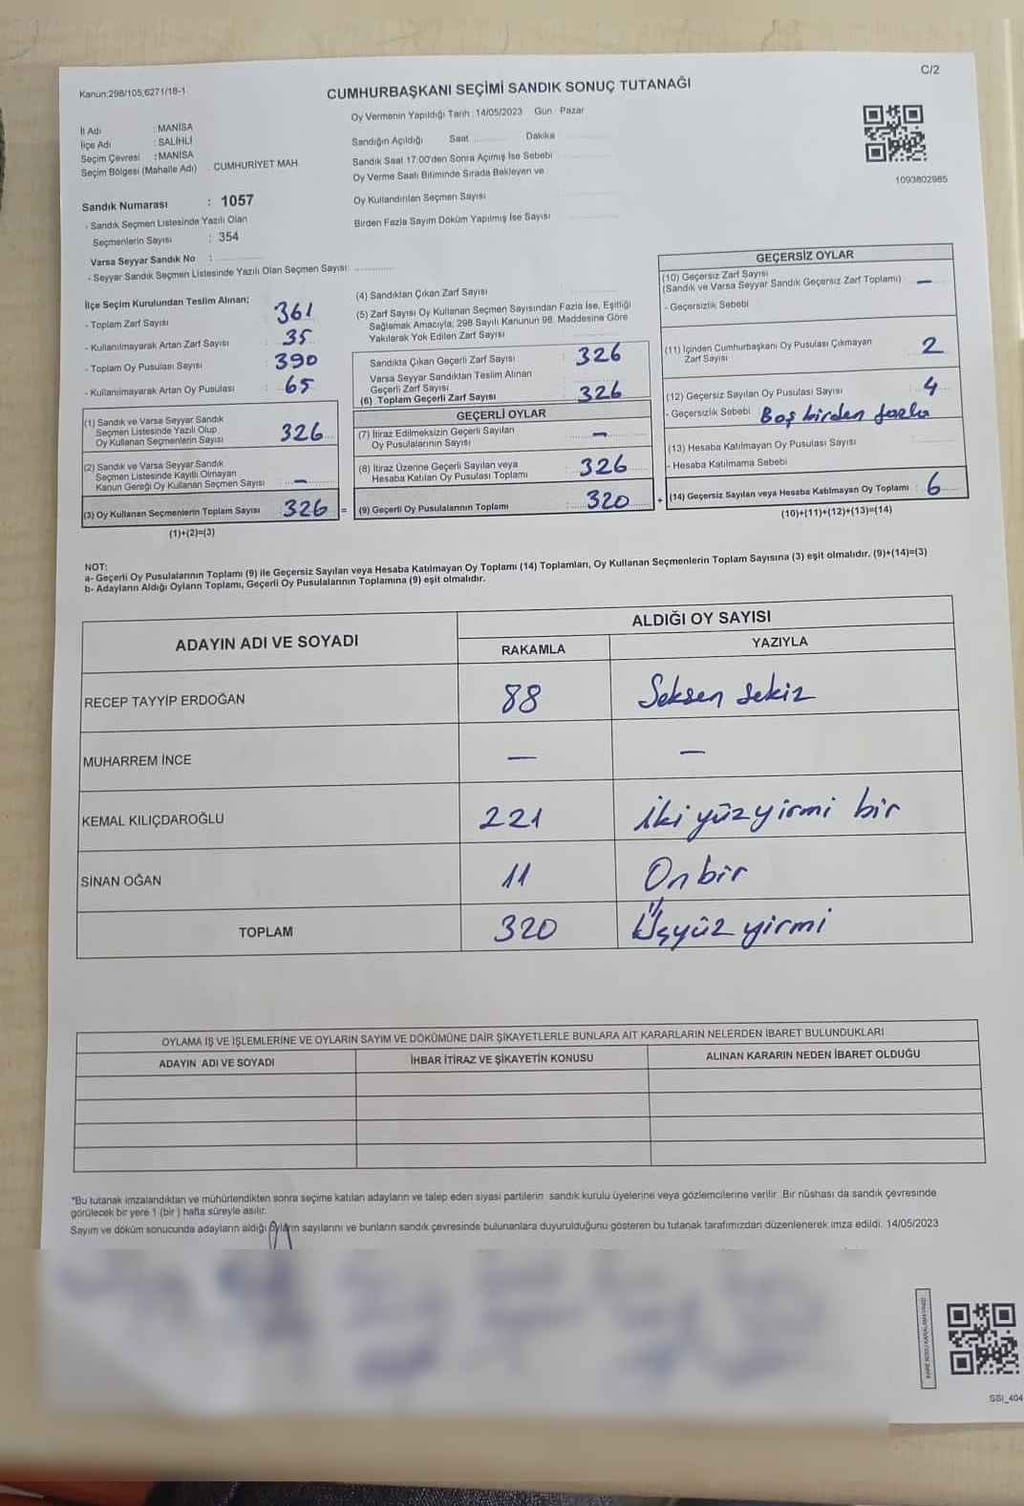 Kanun:298/105,6271/18-1
C/2
CUMHURBAŞKANI SEÇİMİ SANDIK SONUÇ TUTANAĞI
İl Adı : MANİSA
İlçe Adı : SALİHLİ
Seçim Çevresi : MANİSA
Seçim Bölgesi (Mahalle Adı) CUMHURİYET MAH.
Sandık Numarası : 1057
- Sandık Seçmen Listesinde Yazılı Olan
Seçmenlerin Sayısı : 354
Varsa Seyyar Sandık No :
- Seyyar Sandık Seçmen Listesinde Yazılı Olan Seçmen Sayısı:
Oy Vermenin Yapıldığı Tarih : 14/05/2023 Gün : Pazar
Sandığın Açıldığı Saat Dakika
Sandık Saat 17.00'den Sonra Açılmış İse Sebebi
Oy Verme Saati Bitiminde Sırada Bekleyen ve
Oy Kullandırılan Seçmen Sayısı
Birden Fazla Sayım Döküm Yapılmış İse Sayısı
1093802985
İlçe Seçim Kurulundan Teslim Alınan;
- Toplam Zarf Sayısı 361
- Kullanılmayarak Artan Zarf Sayısı : 35
- Toplam Oy Pusulası Sayısı 390
- Kullanılmayarak Artan Oy Pusulası : 65
(1) Sandık ve Varsa Seyyar Sandık
Seçmen Listesinde Yazılı Olup
Oy Kullanan Seçmenlerin Sayısı 326
(2) Sandık ve Varsa Seyyar Sandık
Seçmen Listesinde Kayıtlı Olmayan
Kanun Gereği Oy Kullanan Seçmen Sayısı : –
(3) Oy Kullanan Seçmenlerin Toplam Sayısı : 326 =
(1)+(2)=(3)
(4) Sandıktan Çıkan Zarf Sayısı
(5) Zarf Sayısı Oy Kullanan Seçmen Sayısından Fazla İse, Eşitliği
Sağlamak Amacıyla; 298 Sayılı Kanunun 98. Maddesine Göre
Yakılarak Yok Edilen Zarf Sayısı
Sandıkta Çıkan Geçerli Zarf Sayısı : 326
Varsa Seyyar Sandıktan Teslim Alınan
Geçerli Zarf Sayısı
(6) Toplam Geçerli Zarf Sayısı : 326
GEÇERLİ OYLAR
(7) İtiraz Edilmeksizin Geçerli Sayılan
Oy Pusulalarının Sayısı –
(8) İtiraz Üzerine Geçerli Sayılan veya
Hesaba Katılan Oy Pusulası Toplamı : 326
(9) Geçerli Oy Pusulalarının Toplamı : 320 +
GEÇERSİZ OYLAR
(10) Geçersiz Zarf Sayısı
(Sandık ve Varsa Seyyar Sandık Geçersiz Zarf Toplamı) –
- Geçersizlik Sebebi
(11) İçinden Cumhurbaşkanı Oy Pusulası Çıkmayan
Zarf Sayısı 2
(12) Geçersiz Sayılan Oy Pusulası Sayısı 4
- Geçersizlik Sebebi Boş birden fazla
(13) Hesaba Katılmayan Oy Pusulası Sayısı
- Hesaba Katılmama Sebebi
(14) Geçersiz Sayılan veya Hesaba Katılmayan Oy Toplamı : 6
(10)+(11)+(12)+(13)=(14)
NOT:
a- Geçerli Oy Pusulalarının Toplamı (9) ile Geçersiz Sayılan veya Hesaba Katılmayan Oy Toplamı (14) Toplamları, Oy Kullanan Seçmenlerin Toplam Sayısına (3) eşit olmalıdır. (9)+(14)=(3)
b- Adayların Aldığı Oyların Toplamı, Geçerli Oy Pusulalarının Toplamına (9) eşit olmalıdır.
ADAYIN ADI VE SOYADI ALDIĞI OY SAYISI
RAKAMLA YAZIYLA
RECEP TAYYİP ERDOĞAN 88 Seksen sekiz
MUHARREM İNCE – –
KEMAL KILIÇDAROĞLU 221 iki yüz yirmi bir
SİNAN OĞAN 11 On bir
TOPLAM 320 Üçyüz yirmi
OYLAMA İŞ VE İŞLEMLERİNE VE OYLARIN SAYIM VE DÖKÜMÜNE DAİR ŞİKAYETLERLE BUNLARA AİT KARARLARIN NELERDEN İBARET BULUNDUKLARI
ADAYIN ADI VE SOYADI İHBAR İTİRAZ VE ŞİKAYETİN KONUSU ALINAN KARARIN NEDEN İBARET OLDUĞU
*Bu tutanak imzalandıktan ve mühürlendikten sonra seçime katılan adayların ve talep eden siyasi partilerin sandık kurulu üyelerine veya gözlemcilerine verilir. Bir nüshası da sandık çevresinde
görülecek bir yere 1 (bir) hafta süreyle asılır.
Sayım ve döküm sonucunda adayların aldığı oyların sayılarını ve bunların sandık çevresinde bulunanlara duyurulduğunu gösteren bu tutanak tarafımızdan düzenlenerek imza edildi. 14/05/2023
SSI_404